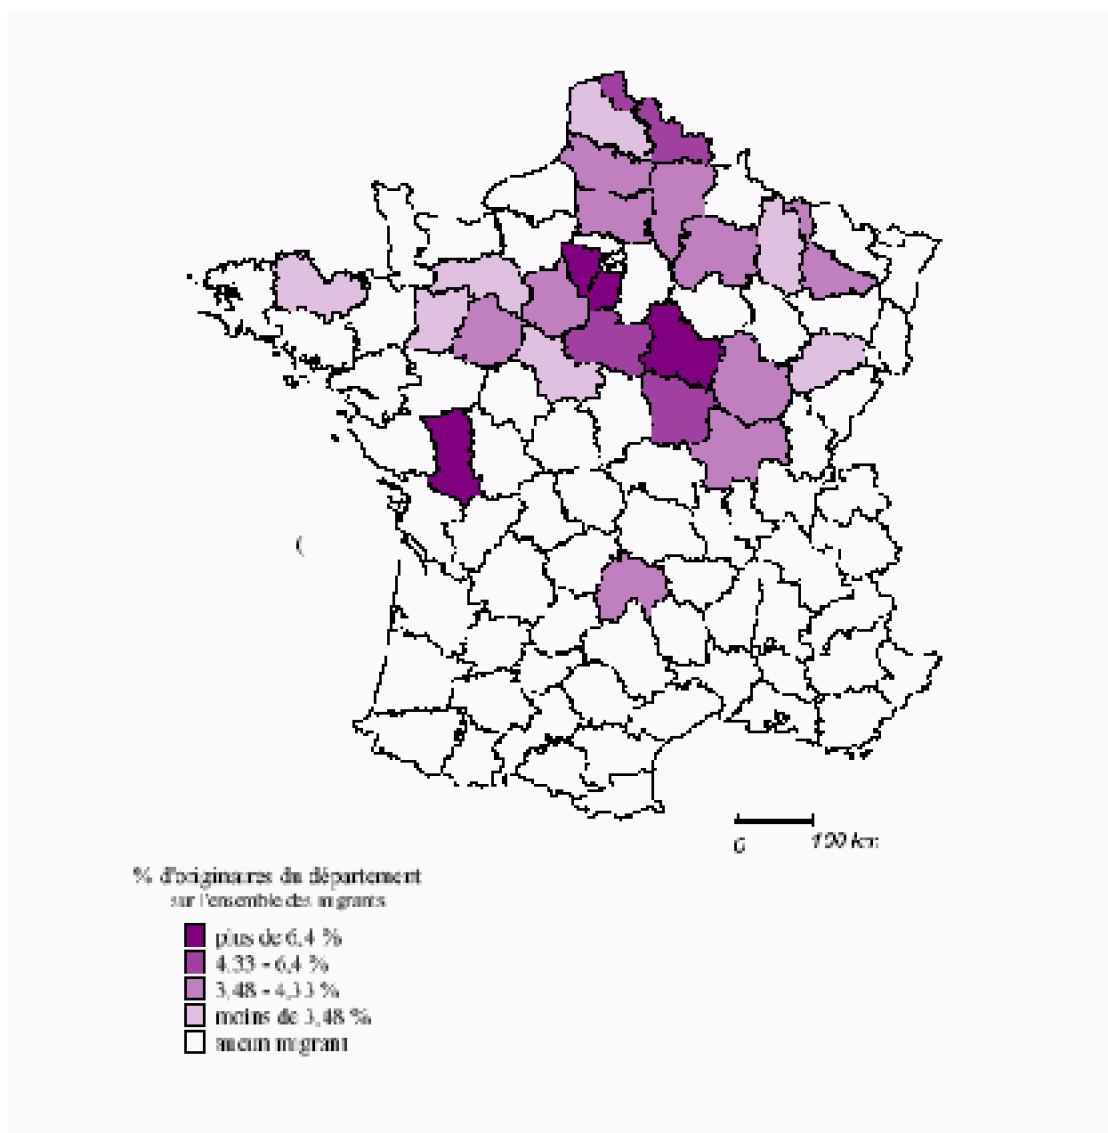 (
0 100 km
% d'originaires du département
sur l'ensemble des migrants
plus de 6,4 %
4,33 - 6,4 %
3,48 - 4,33 %
moins de 3,48 %
aucun migrant